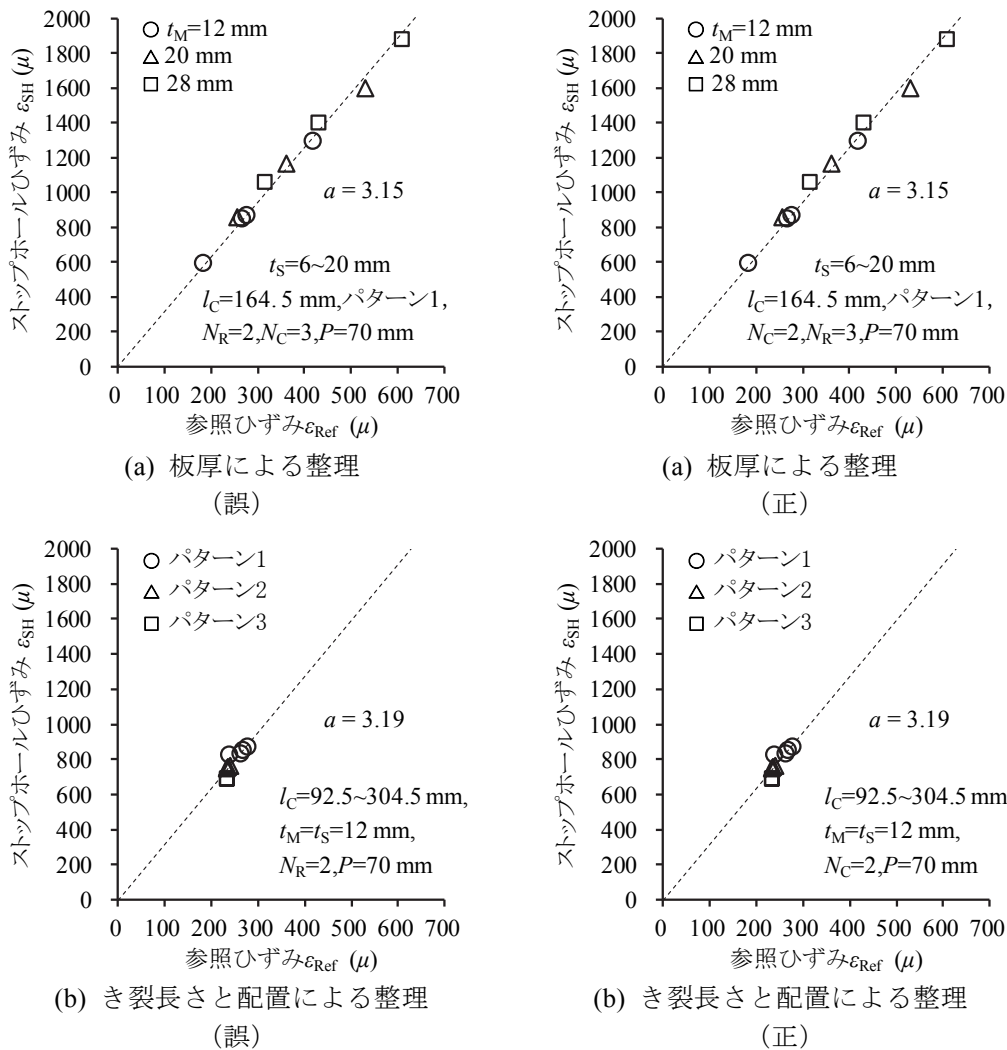 2000
1800
1600
1400
1200
1000
800
600
400
200
0
ストップホールひずみ εSH (μ)
tM=12 mm
20 mm
28 mm
a = 3.15
tS=6~20 mm
lC=164.5 mm,パターン1,
NR=2,NC=3,P=70 mm
0 100 200 300 400 500 600 700
参照ひずみεRef (μ)
(a) 板厚による整理
（誤）
2000
1800
1600
1400
1200
1000
800
600
400
200
0
ストップホールひずみ εSH (μ)
tM=12 mm
20 mm
28 mm
a = 3.15
tS=6~20 mm
lC=164.5 mm,パターン1,
NC=2,NR=3,P=70 mm
0 100 200 300 400 500 600 700
参照ひずみεRef (μ)
(a) 板厚による整理
（正）
2000
1800
1600
1400
1200
1000
800
600
400
200
0
ストップホールひずみ εSH (μ)
パターン1
パターン2
パターン3
a = 3.19
lC=92.5~304.5 mm,
tM=tS=12 mm,
NR=2,P=70 mm
0 100 200 300 400 500 600 700
参照ひずみεRef (μ)
(b) き裂長さと配置による整理
（誤）
2000
1800
1600
1400
1200
1000
800
600
400
200
0
ストップホールひずみ εSH (μ)
パターン1
パターン2
パターン3
a = 3.19
lC=92.5~304.5 mm
tM=tS=12 mm,
NC=2,P=70 mm
0 100 200 300 400 500 600 700
参照ひずみεRef (μ)
(b) き裂長さと配置による整理
（正）